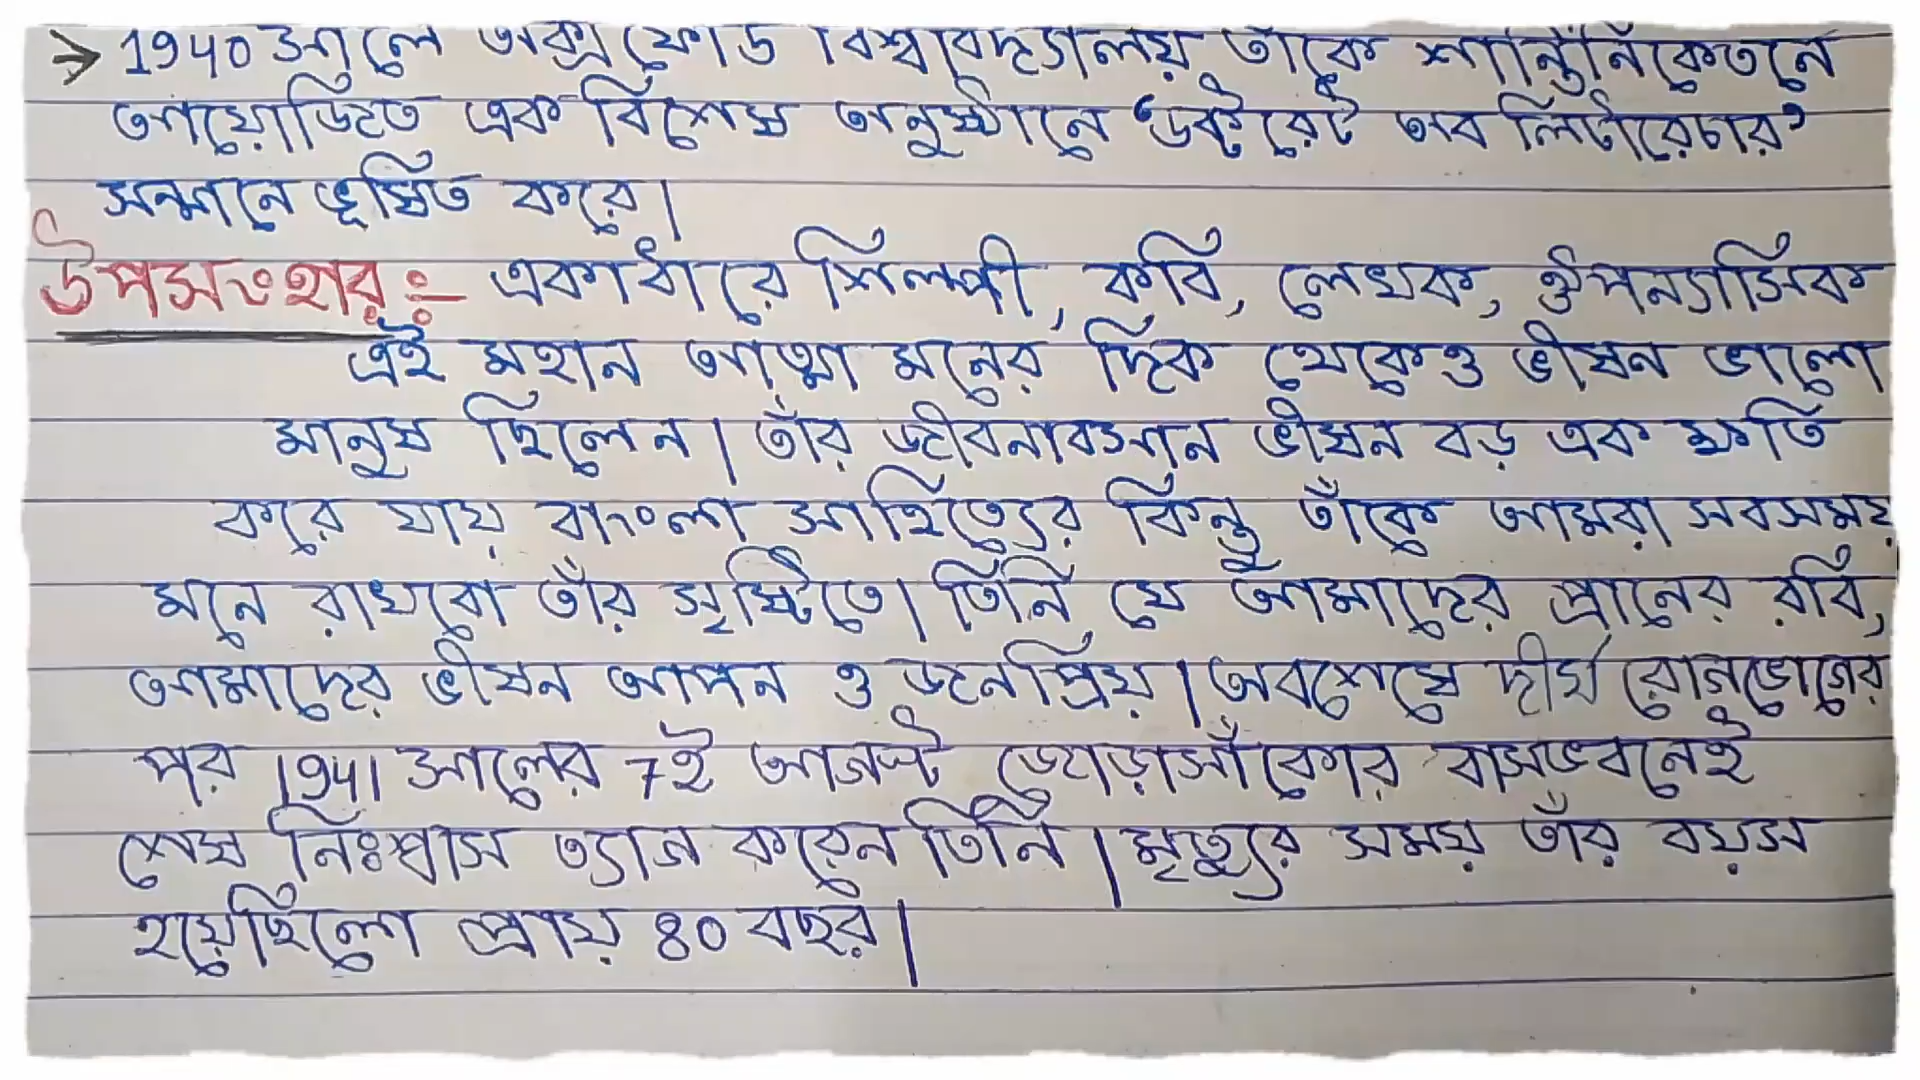 → 1940 সালে অক্সফোর্ড বিশ্ববিদ্যালয় তাঁকে শান্তিনিকেতনে
আয়োজিত এক বিশেষ অনুষ্ঠানে 'ডক্টরেট অব লিটারেচার'
সন্মানে ভূষিত করে।
উপসংহার:- একাধারে শিল্পী, কবি, লেখক, ঔপন্যাসিক
এই মহান আত্মা মনের দিক থেকেও ভীষন ভালো
মানুষ ছিলেন। তাঁর জীবনাবসান ভীষন বড় এক ক্ষতি
করে যায় বাংলা সাহিত্যের কিন্তু তাঁকে আমরা সবসময়
মনে রাখবো তাঁর সৃষ্টিতে। তিনি যে আমাদের প্রানের রবি,
আমাদের ভীষন আপন ও জনপ্রিয়। অবশেষে দীর্ঘ রোগভোগের
পর 1941 সালের 7ই আগষ্ট জোড়াসাঁকোর বাসভবনেই
শেষ নিঃশ্বাস ত্যাগ করেন তিনি। মৃত্যুর সময় তাঁর বয়স
হয়েছিলো প্রায় 80 বছর।